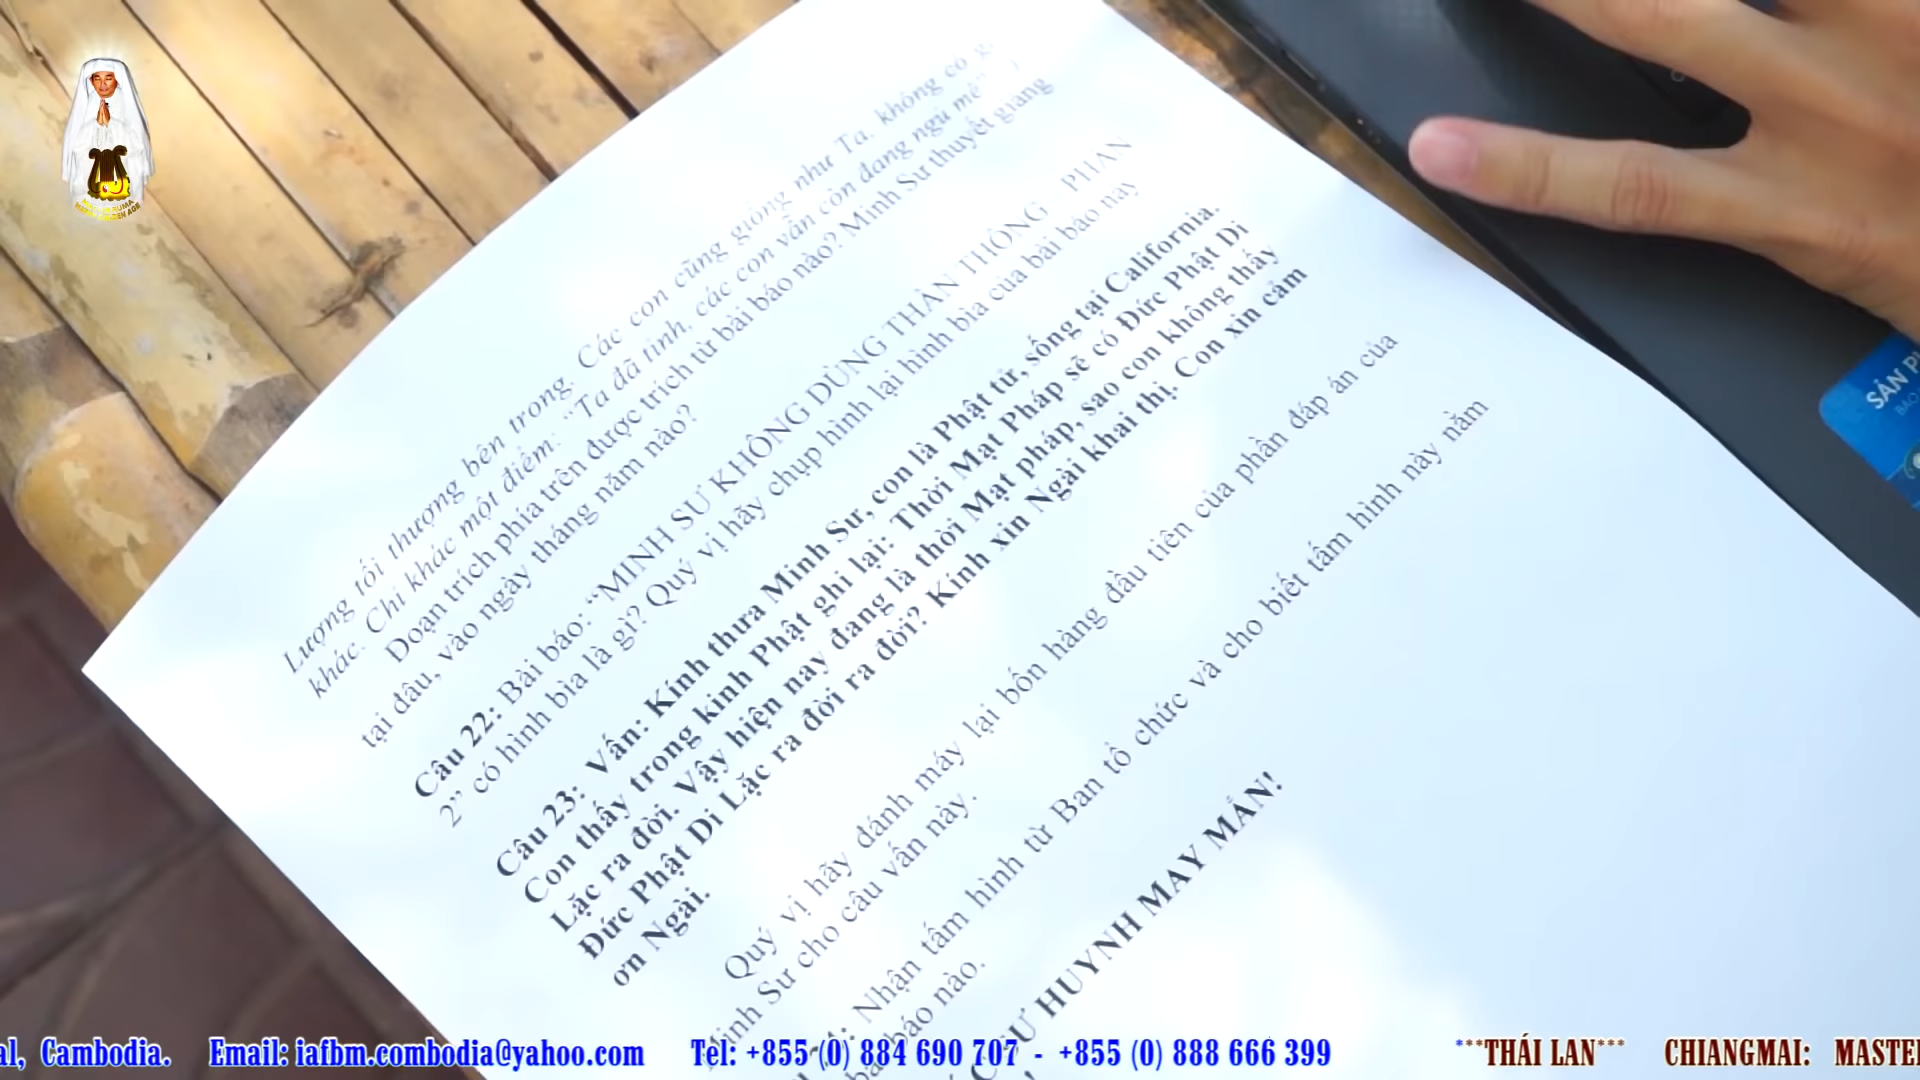 Lượng tối thượng bên trong. Các con cũng giống như Ta, không có
khác. Chỉ khác một điểm: “Ta đã tỉnh, các con vẫn còn đang ngủ mê”.
Đoạn trích phía trên được trích từ bài báo nào? Minh Sư thuyết giảng
tại đâu, vào ngày tháng năm nào?
Câu 22: Bài báo: “MINH SƯ KHÔNG DÙNG THẦN THÔNG PHẦN
2” có hình bìa là gì? Quý vị hãy chụp hình lại hình bìa của bài báo này
Câu 23: Vấn: Kính thưa Minh Sư, con là Phật tử, sống tại California.
Con thấy trong kinh Phật ghi lại: Thời Mạt Pháp sẽ có Đức Phật Di
Lặc ra đời. Vậy hiện nay đang là thời Mạt pháp, sao con không thấy
Đức Phật Di Lặc ra đời? Kính xin Ngài khai thị. Con xin cảm
ơn Ngài.
Quý vị hãy đánh máy lại bốn hàng đầu tiên của phần đáp án của
Minh Sư cho câu vấn này.
Nhận tấm hình từ Ban tổ chức và cho biết tấm hình này nằm
báo nào.
CƯ HUYNH MAY MẮN!
SẢN
al, Cambodia. Email: iafbm.combodia@yahoo.com Tel: +855 (0) 884 690 707 - +855 (0) 888 666 399 ***THÁI LAN*** CHIANGMAI: MASTE